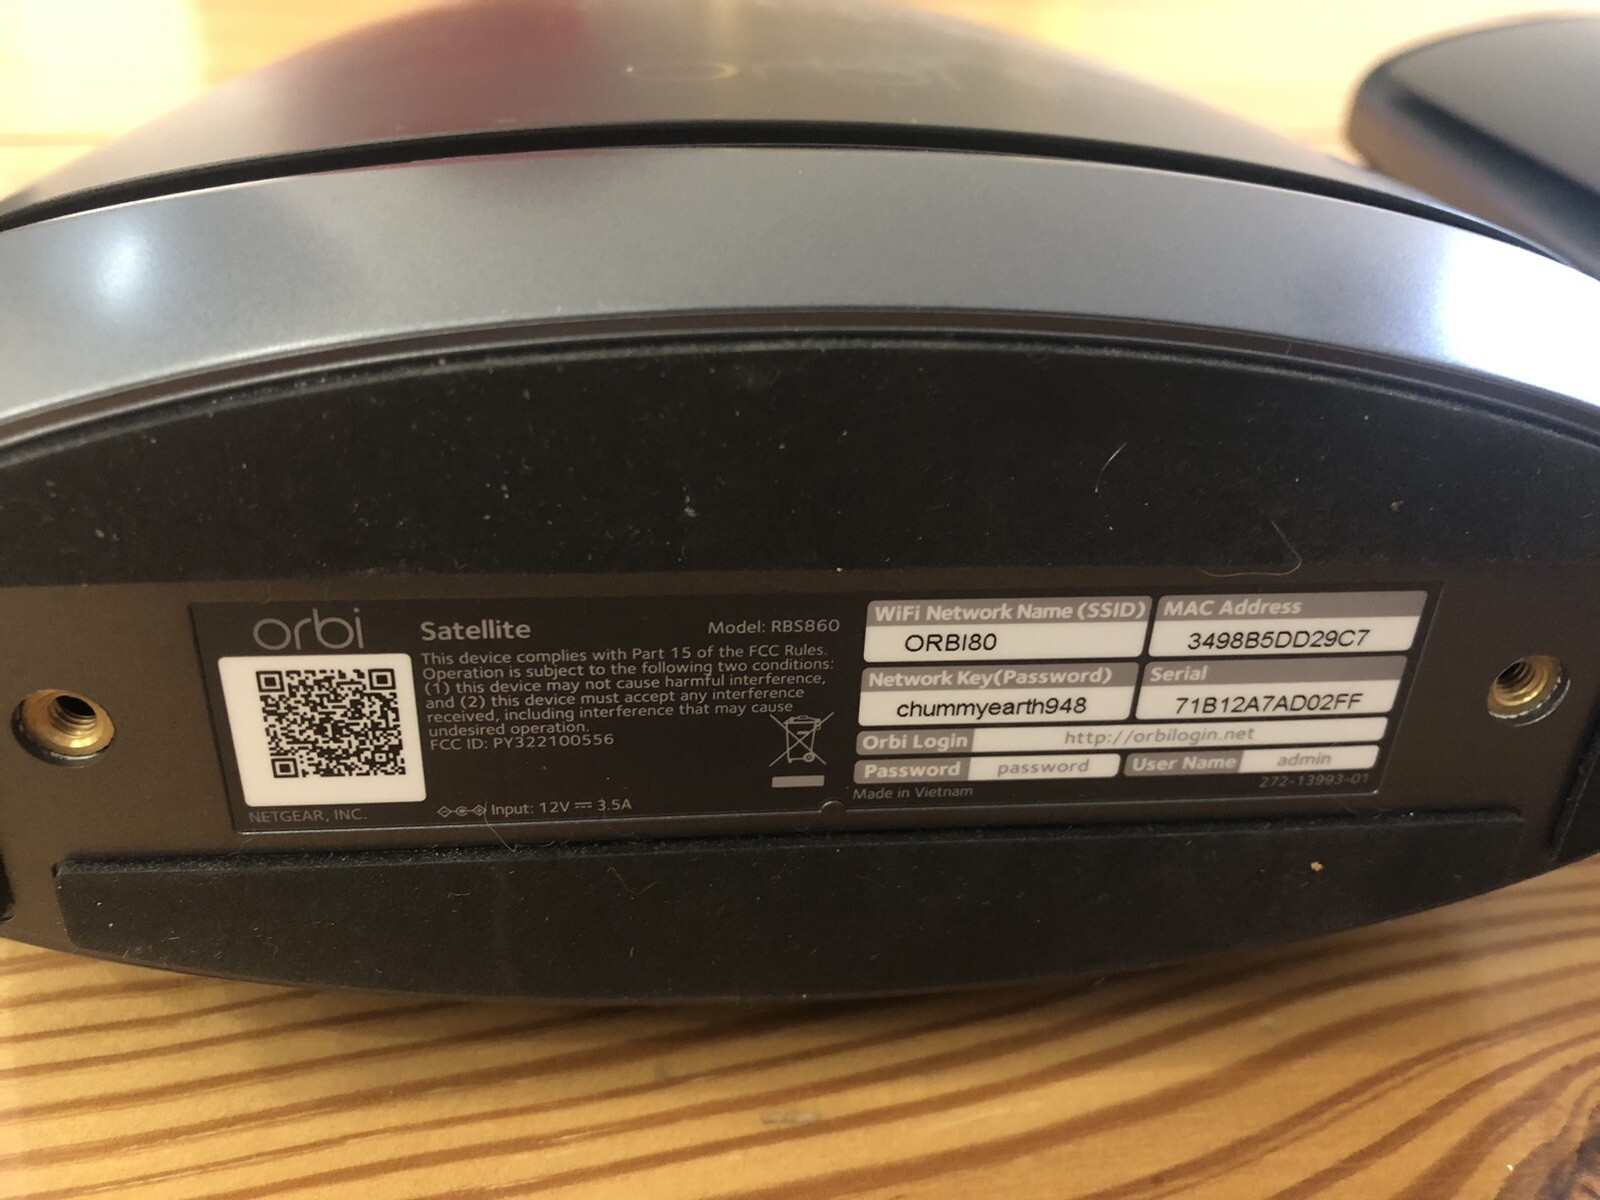 orbi
Satellite
Model: RBS860
This device complies with Part 15 of the FCC Rules.
Operation is subject to the following two conditions:
(1) this device may not cause harmful interference,
and (2) this device must accept any interference
received, including interference that may cause
undesired operation.
FCC ID: PY322100556
NETGEAR, INC.
Input: 12V ⎓ 3.5A
WiFi Network Name (SSID)
ORBI80
MAC Address
3498B5DD29C7
Network Key(Password)
chummyearth948
Serial
71B12A7AD02FF
Orbi Login http://orbilogin.net
Password password User Name admin
Made in Vietnam
272-13993-01